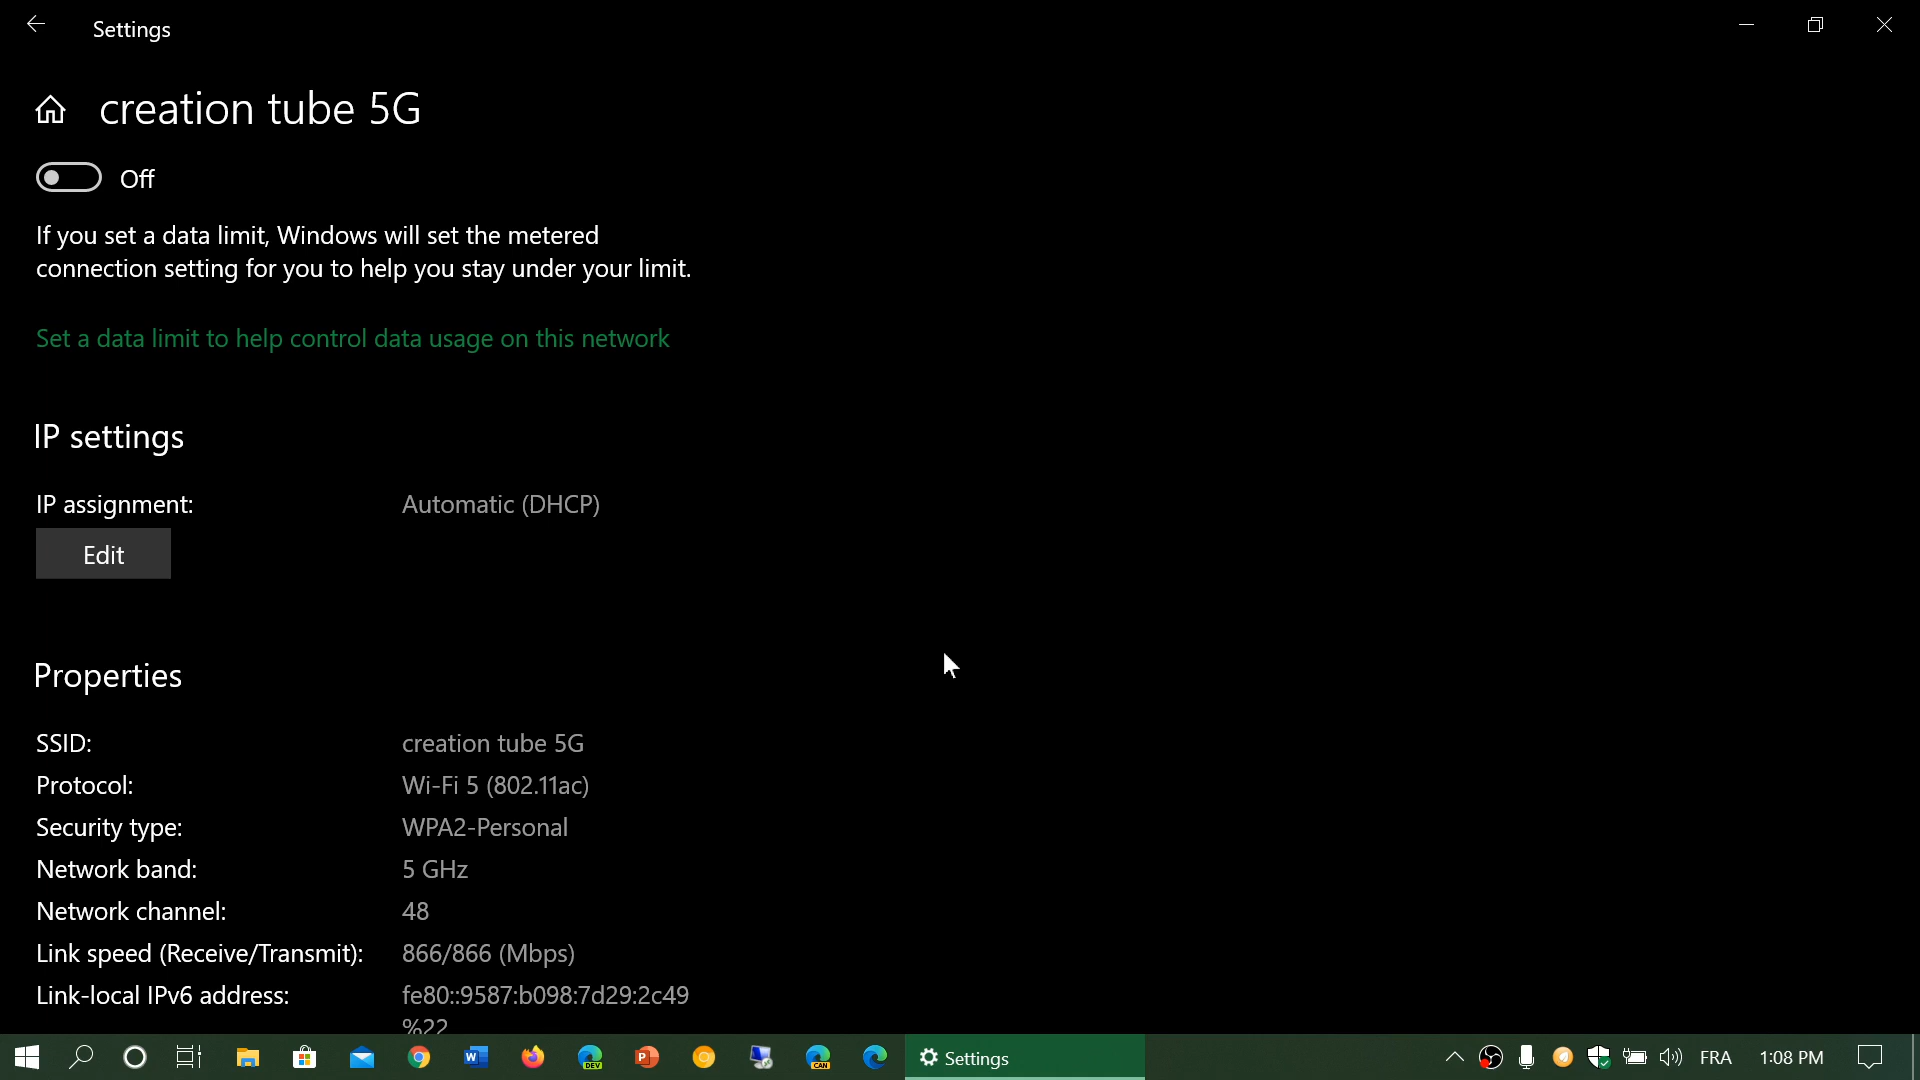 Settings
creation tube 5G
Off
If you set a data limit, Windows will set the metered
connection setting for you to help you stay under your limit.
Set a data limit to help control data usage on this network
IP settings
IP assignment: Automatic (DHCP)
Edit
Properties
SSID: creation tube 5G
Protocol: Wi-Fi 5 (802.11ac)
Security type: WPA2-Personal
Network band: 5 GHz
Network channel: 48
Link speed (Receive/Transmit): 866/866 (Mbps)
Link-local IPv6 address: fe80::9587:b098:7d29:2c49
%22
W DEV P CAN Settings FRA 1:08 PM